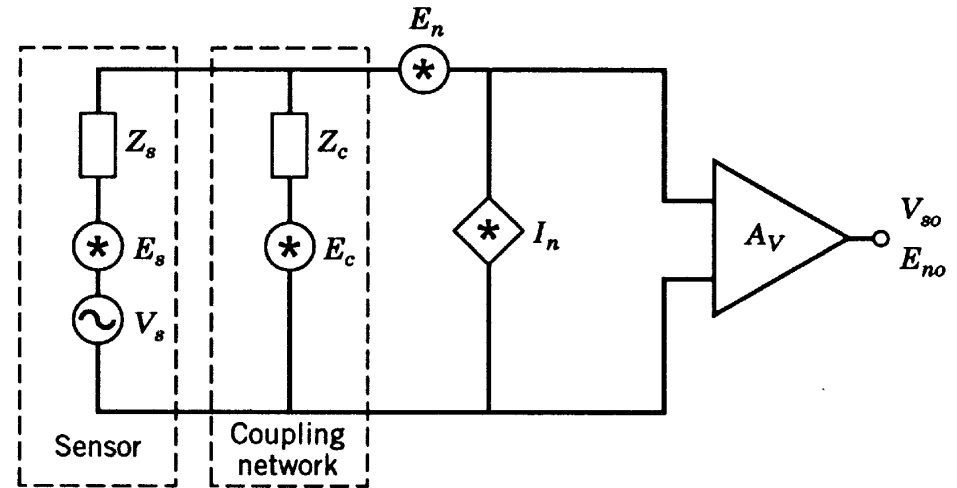 E_n
Z_s
Z_c
E_s
E_c
I_n
A_V
V_so
E_no
V_s
Sensor
Coupling
network